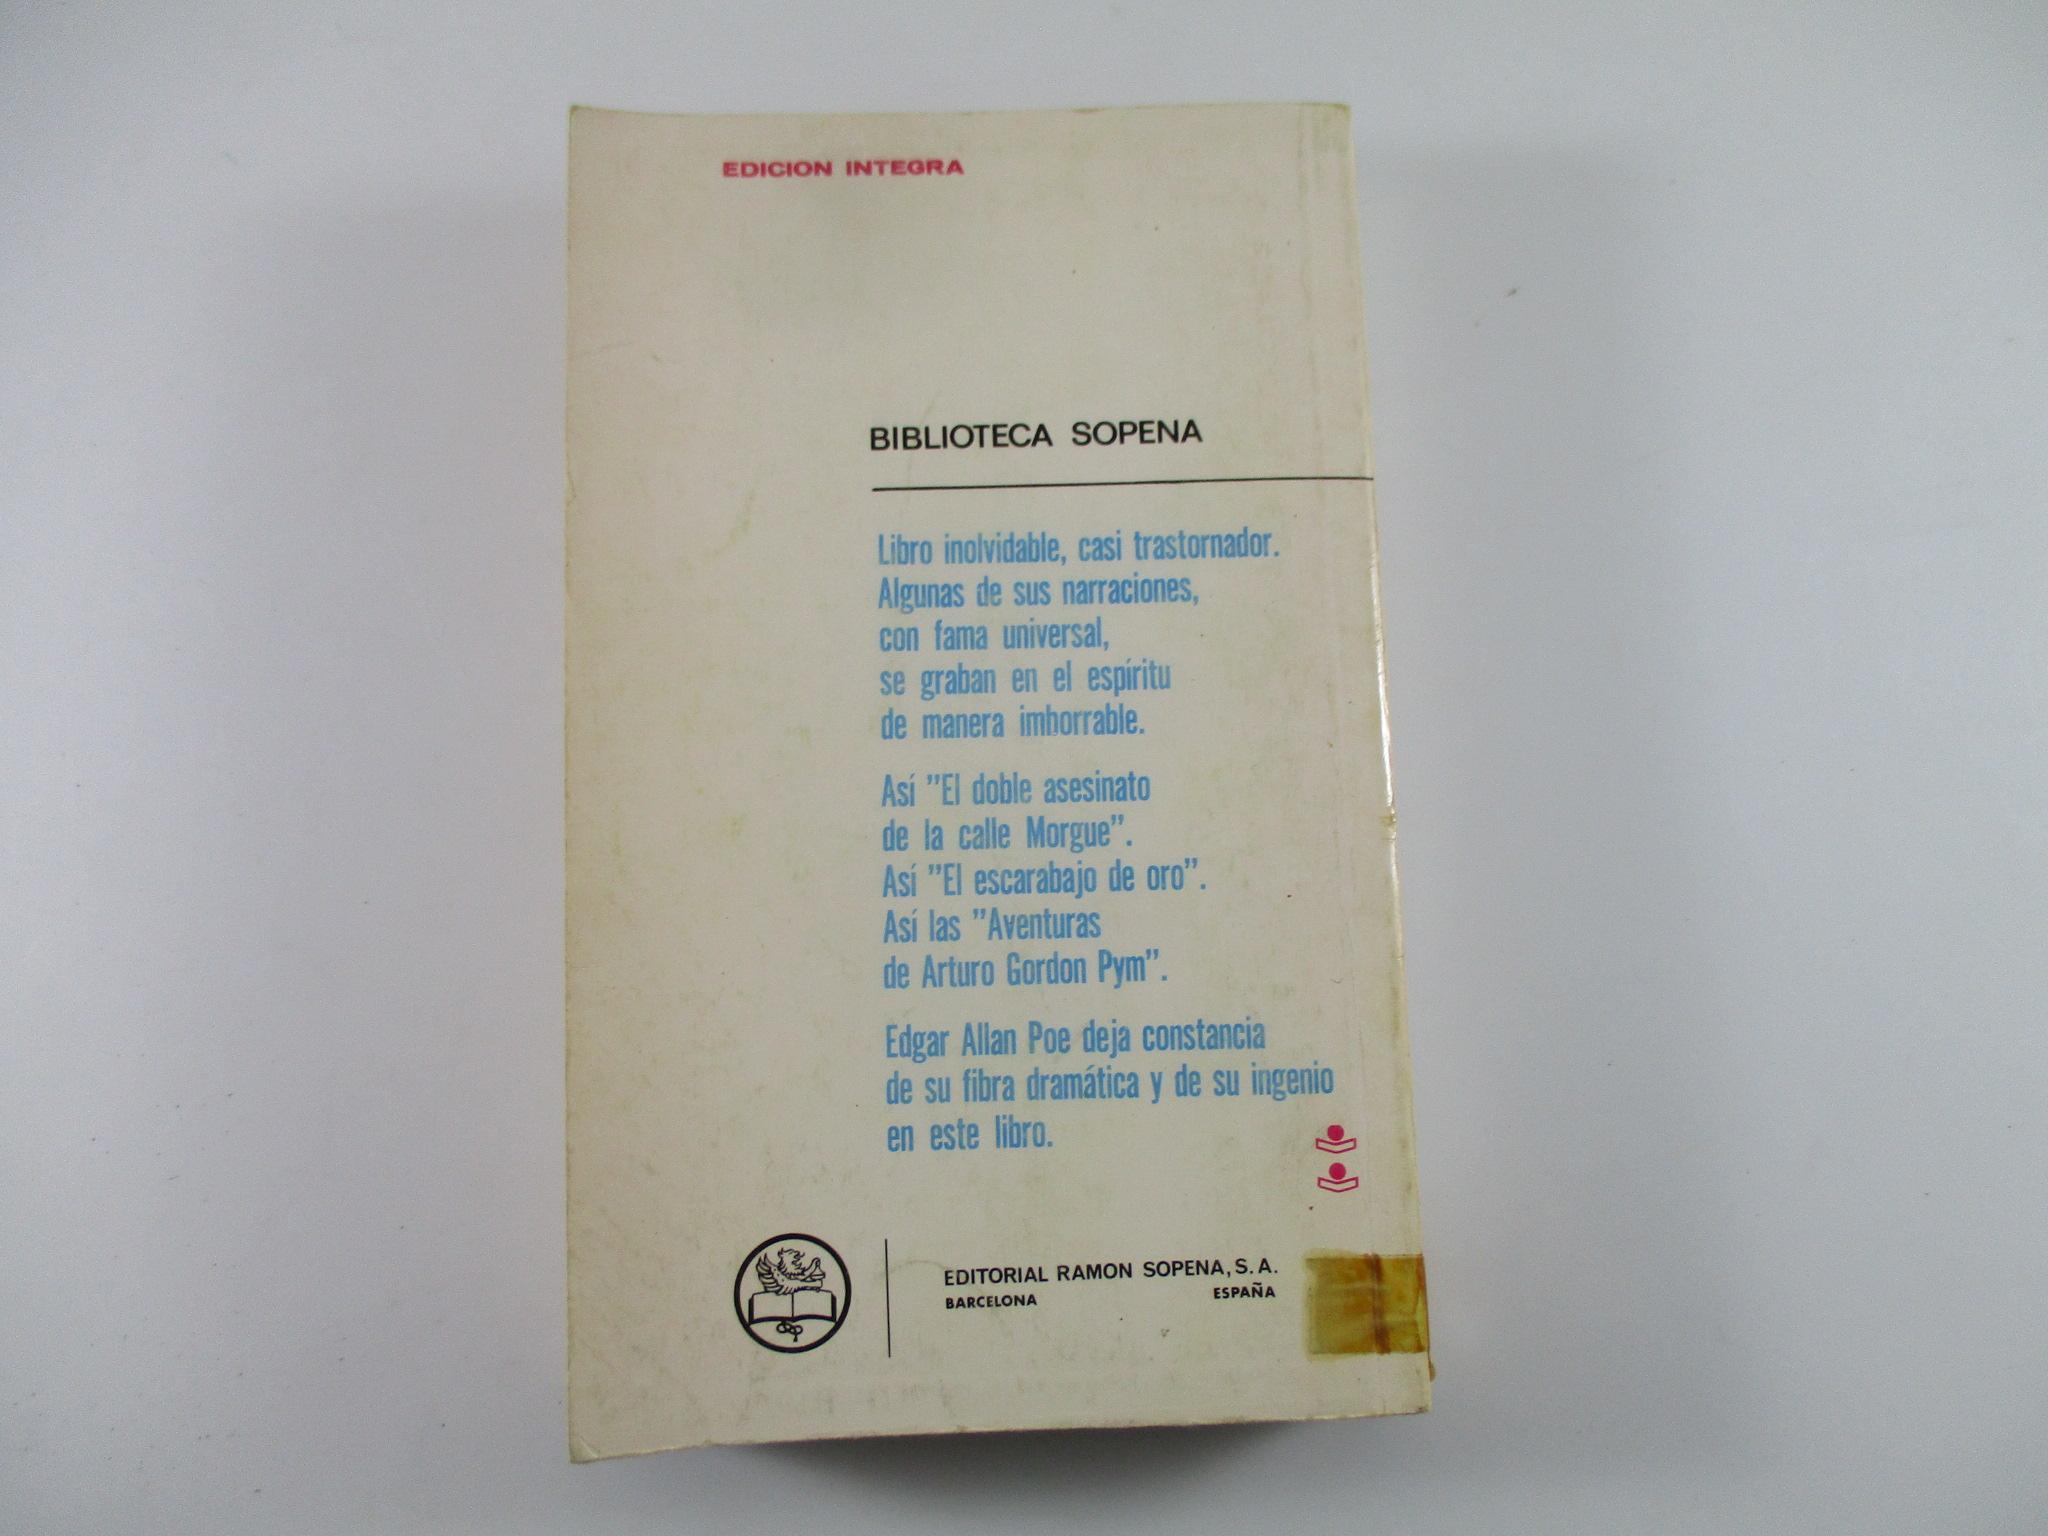 EDICION INTEGRA
BIBLIOTECA SOPENA
Libro inolvidable, casi trastornador.
Algunas de sus narraciones,
con fama universal,
se graban en el espíritu
de manera imborrable.
Así ”El doble asesinato
de la calle Morgue”.
Así ”El escarabajo de oro”.
Así las ”Aventuras
de Arturo Gordon Pym”.
Edgar Allan Poe deja constancia
de su fibra dramática y de su ingenio
en este libro.
EDITORIAL RAMON SOPENA, S. A.
BARCELONA ESPAÑA